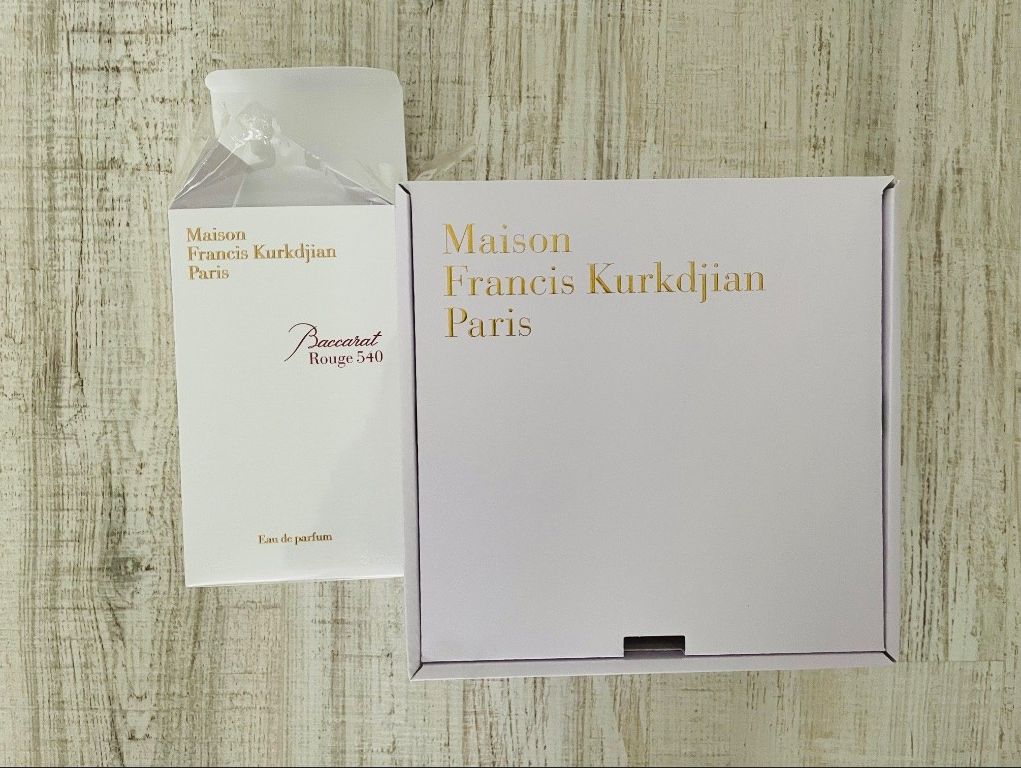 Maison
Francis Kurkdjian
Paris
Baccarat
Rouge 540
Eau de parfum
Maison
Francis Kurkdjian
Paris